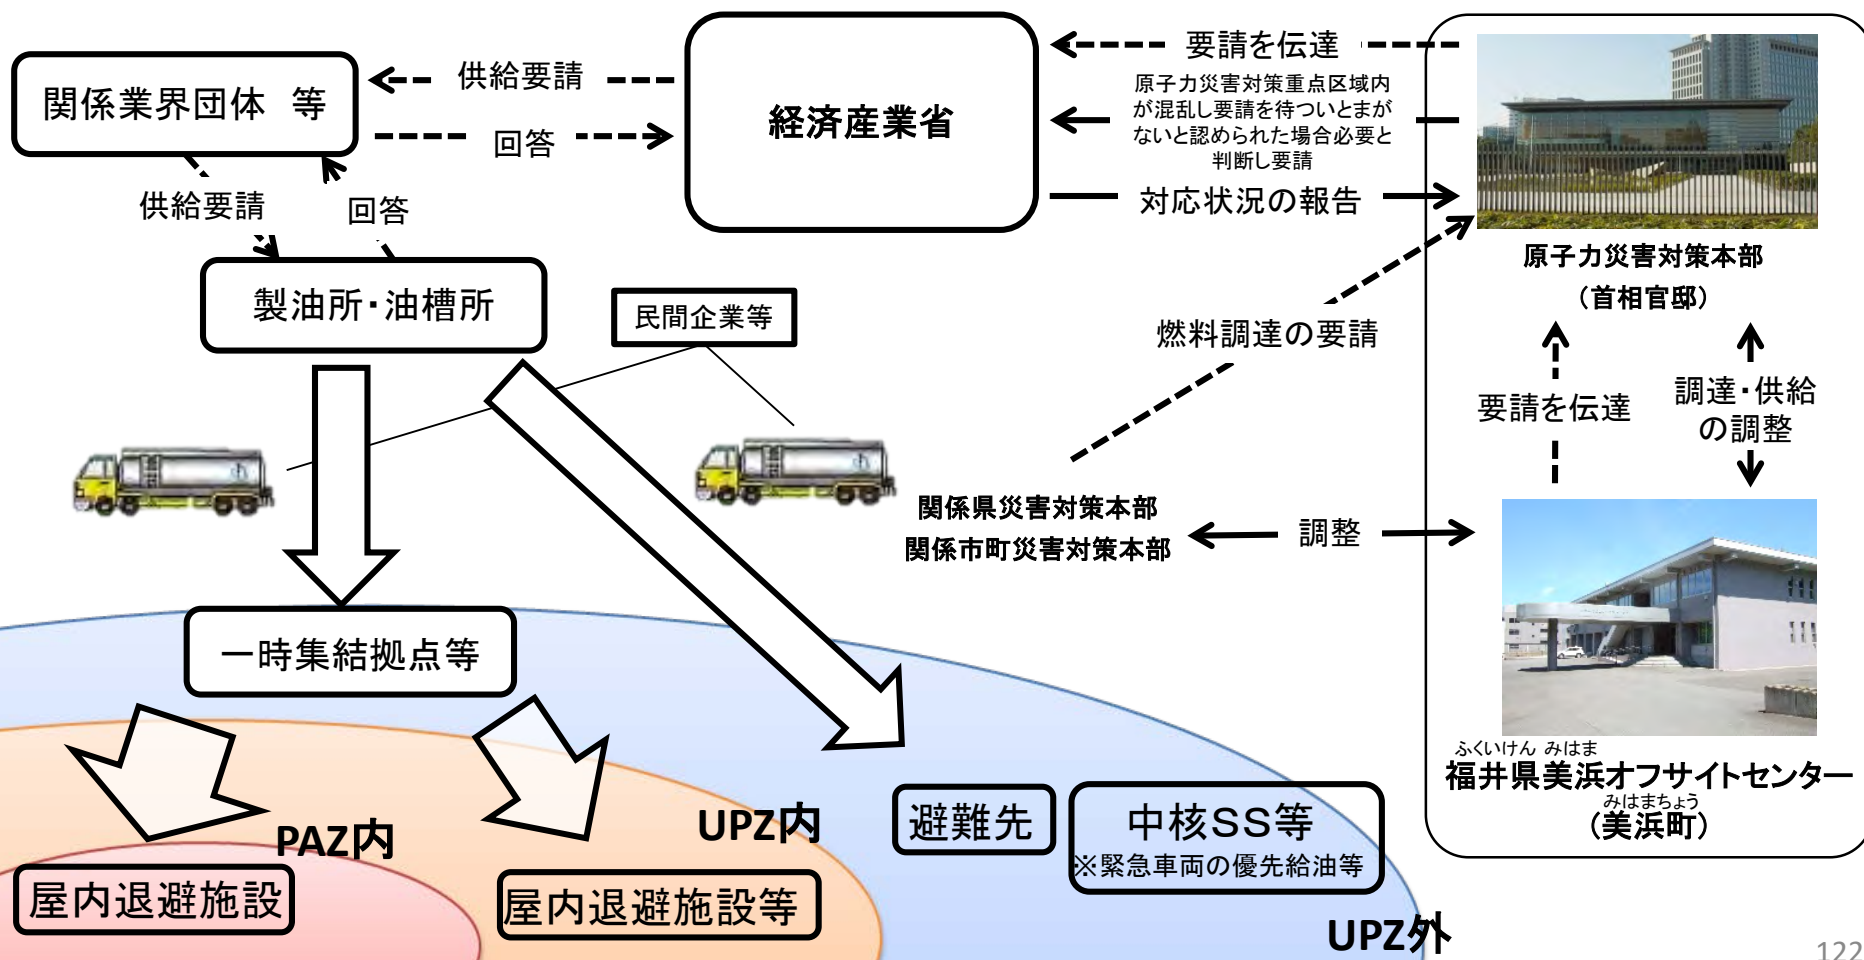 関係業界団体　等
供給要請
回答
経済産業省
要請を伝達
原子力災害対策重点区域内
が混乱し要請を待ついとまが
ないと認められた場合必要と
判断し要請
対応状況の報告
供給要請
回答
製油所・油槽所
民間企業等
燃料調達の要請
原子力災害対策本部
（首相官邸）
要請を伝達
調達・供給
の調整
関係県災害対策本部
関係市町災害対策本部
調整
一時集結拠点等
ふくいけん みはま
福井県美浜オフサイトセンター
みはまちょう
（美浜町）
PAZ内
UPZ内
避難先
中核SS等
※緊急車両の優先給油等
屋内退避施設
屋内退避施設等
UPZ外
122